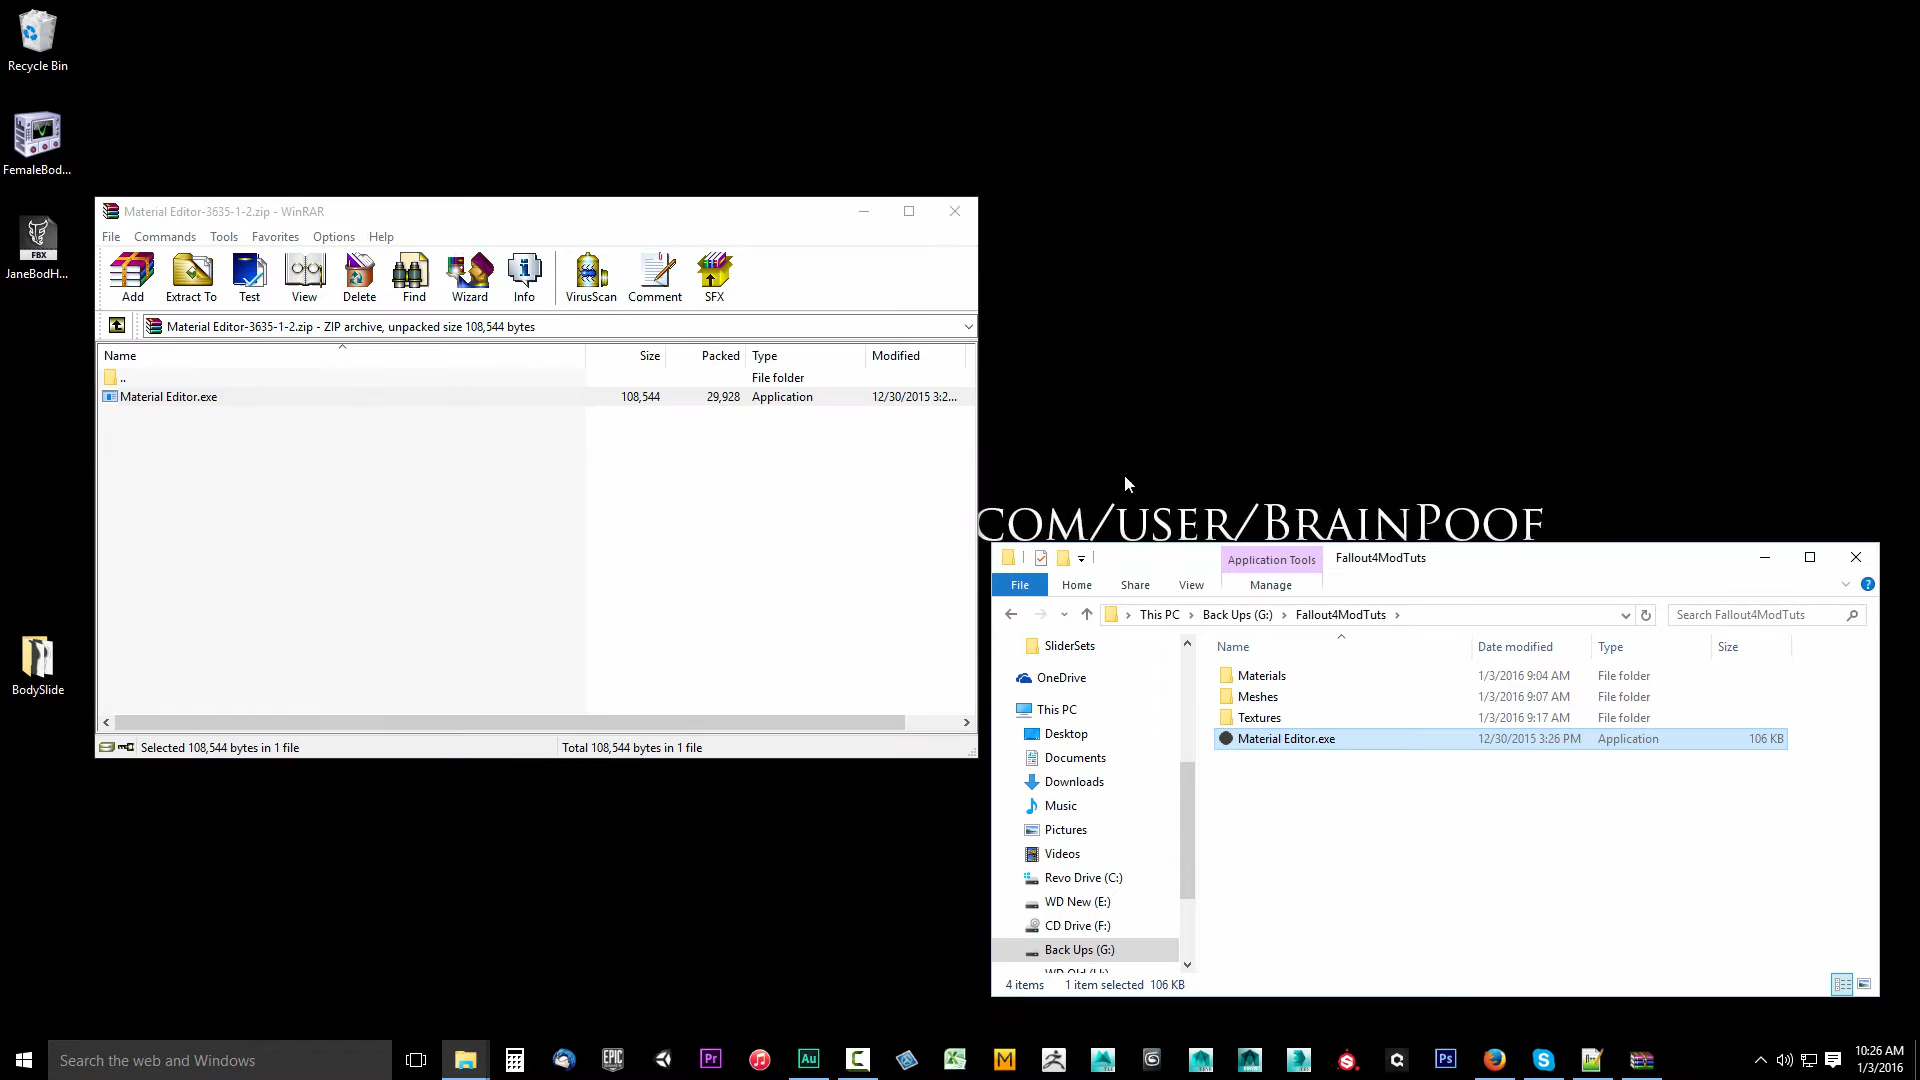 Recycle Bin
FemaleBod...
FBX
JaneBodH...
BodySlide
Material Editor-3635-1-2.zip - WinRAR
File Commands Tools Favorites Options Help
Add Extract To Test View Delete Find Wizard Info VirusScan Comment SFX
Material Editor-3635-1-2.zip - ZIP archive, unpacked size 108,544 bytes
Name Size Packed Type Modified
.. File folder
Material Editor.exe 108,544 29,928 Application 12/30/2015 3:2...
Selected 108,544 bytes in 1 file Total 108,544 bytes in 1 file
COM/USER/BRAINPOOF
Application Tools Fallout4ModTuts
File Home Share View Manage
This PC Back Ups (G:) Fallout4ModTuts Search Fallout4ModTuts
Name Date modified Type Size
Materials 1/3/2016 9:04 AM File folder
Meshes 1/3/2016 9:07 AM File folder
Textures 1/3/2016 9:17 AM File folder
Material Editor.exe 12/30/2015 3:26 PM Application 106 KB
SliderSets
OneDrive
This PC
Desktop
Documents
Downloads
Music
Pictures
Videos
Revo Drive (C:)
WD New (E:)
CD Drive (F:)
Back Ups (G:)
4 items 1 item selected 106 KB
Search the web and Windows
EPIC Pr Au C M Ps
10:26 AM
1/3/2016